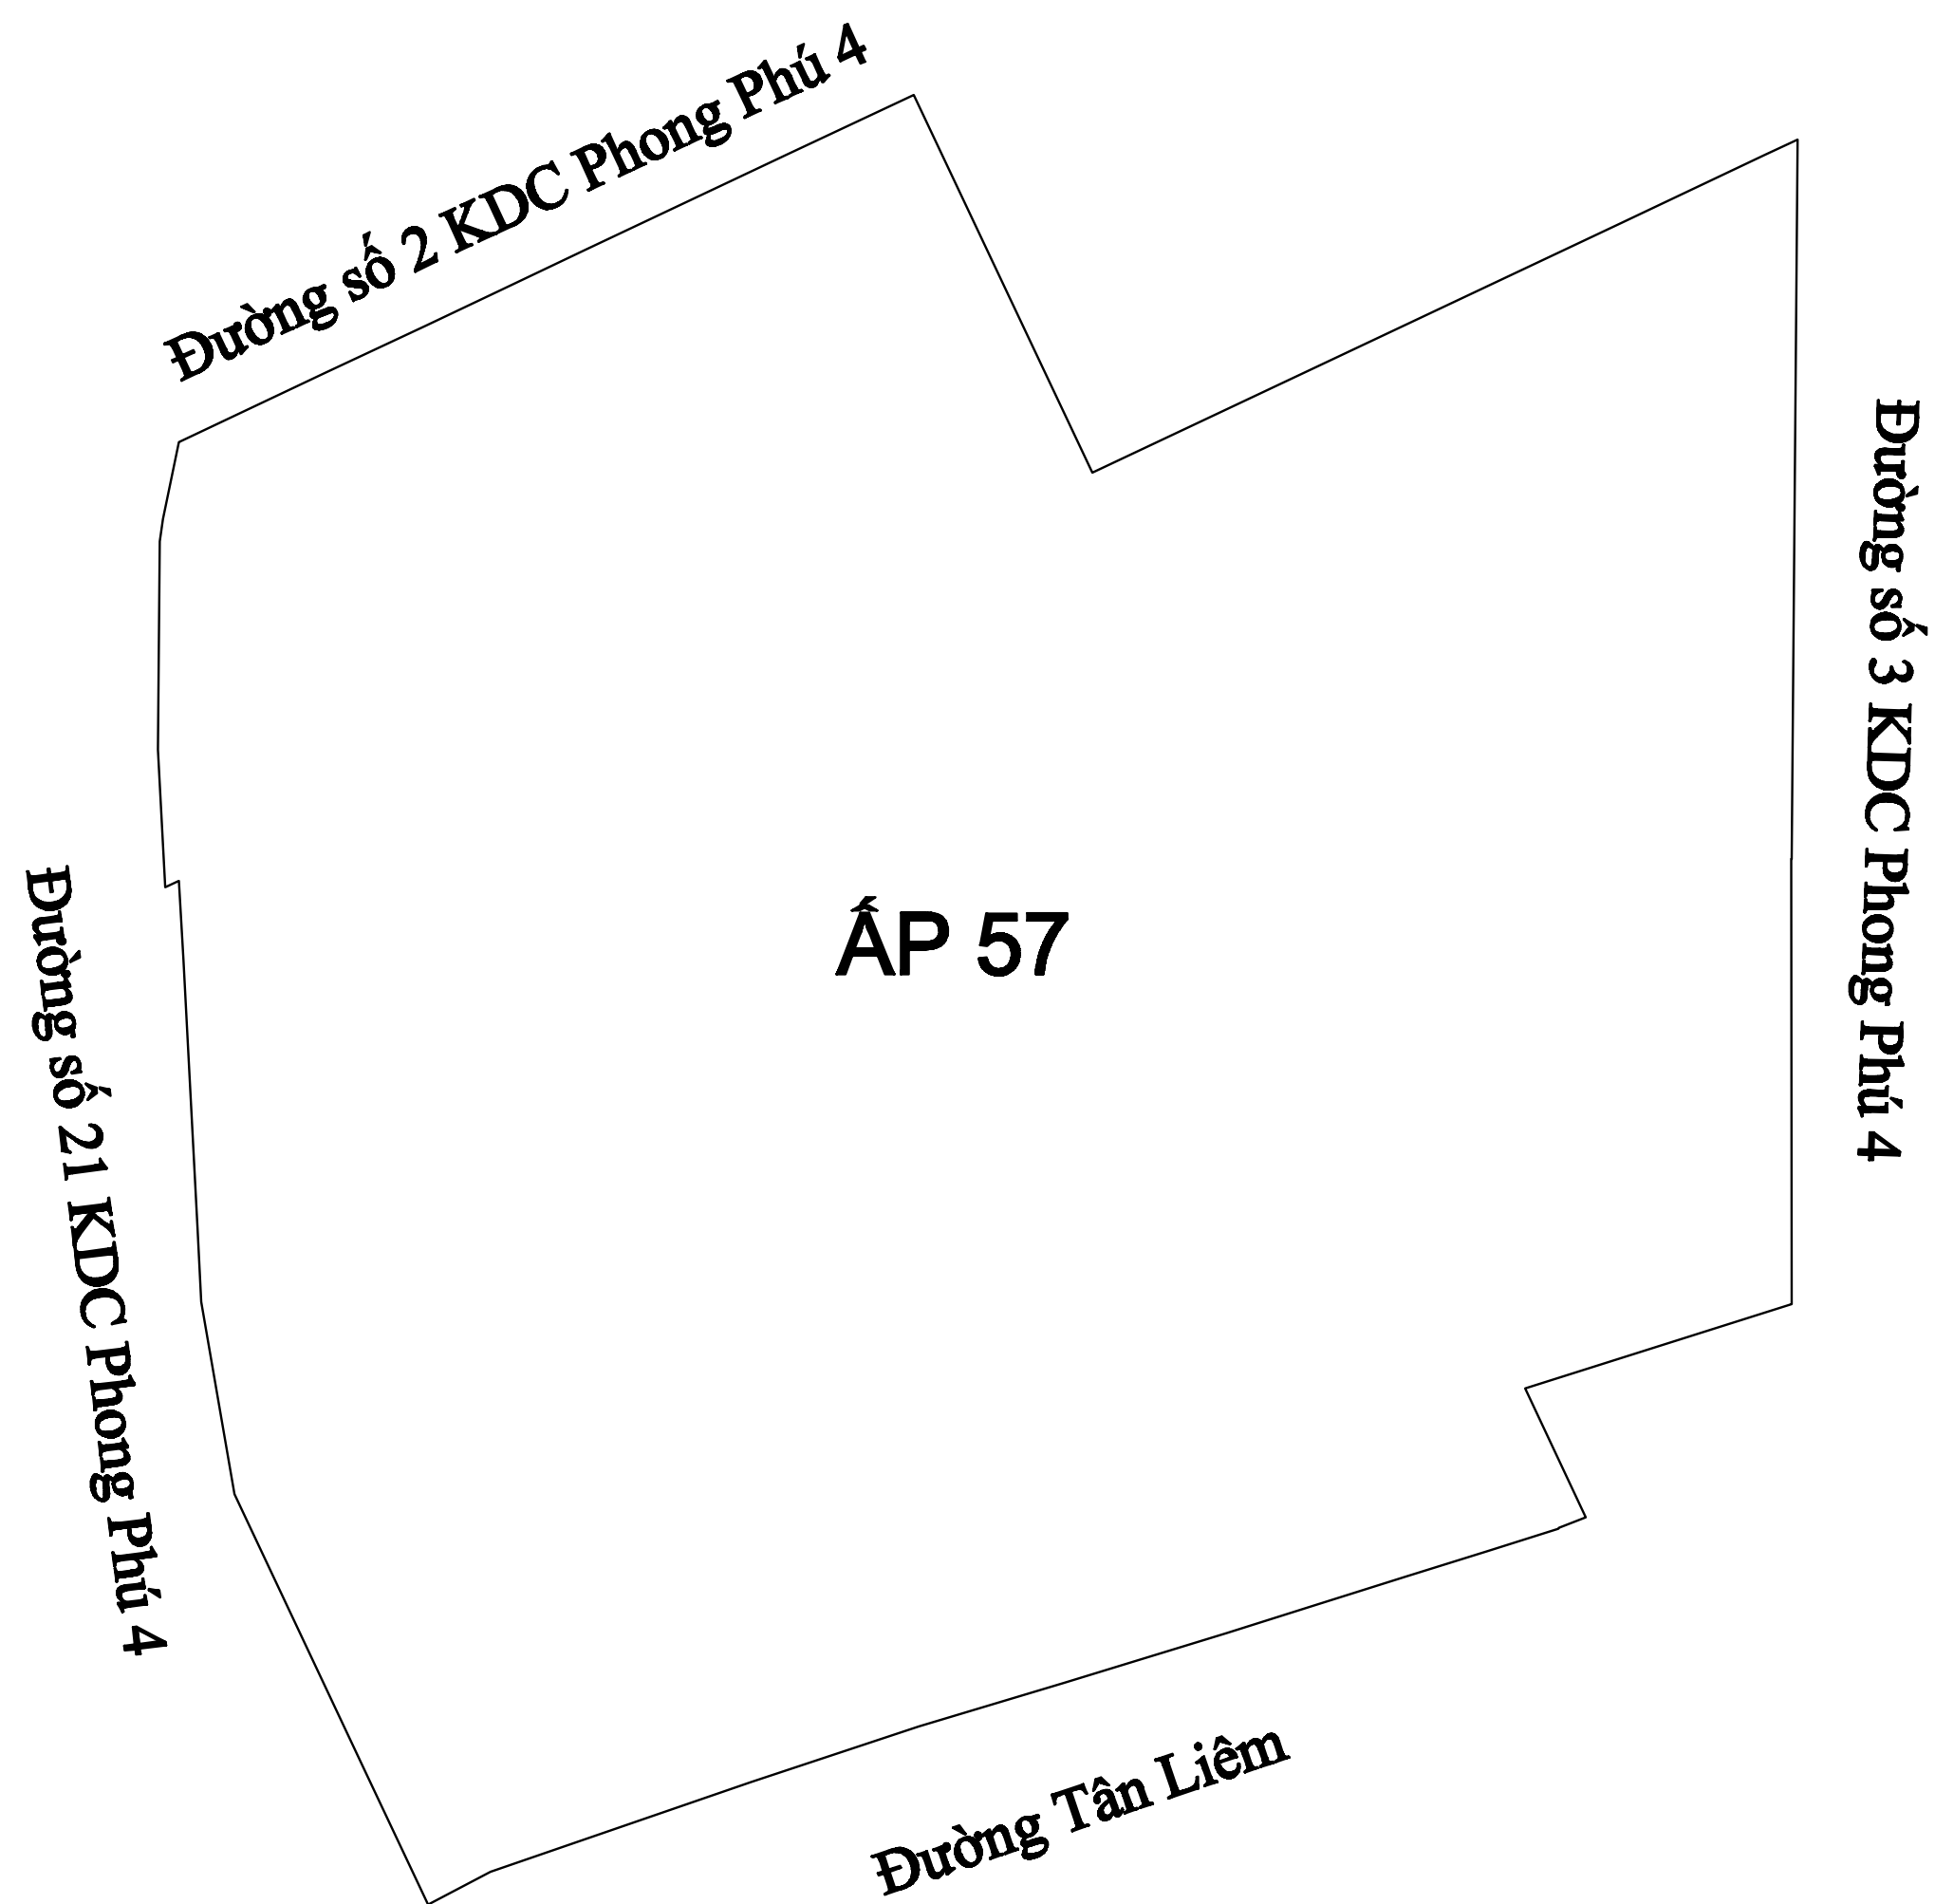 Đường số 2 KDC Phong Phú 4
Đường số 3 KDC Phong Phú 4
ẤP 57
Đường số 21 KDC Phong Phú 4
Đường Tân Liêm